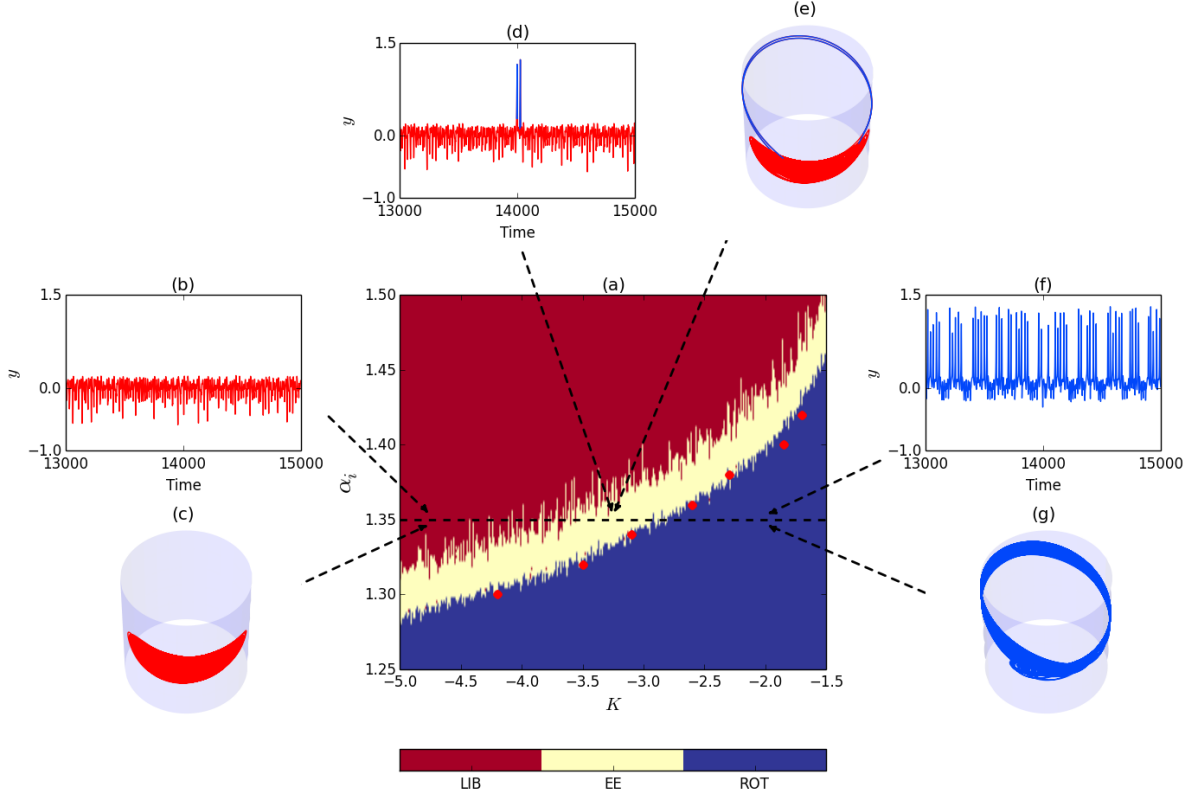 (e)
(d)
1.5
y
0.0
−1.0
13000
14000
15000
Time
(b)
1.5
y
0.0
−1.0
13000
14000
15000
Time
(a)
1.50
1.45
1.40
α_i
1.35
1.30
1.25
−5.0
−4.5
−4.0
−3.5
−3.0
−2.5
−2.0
−1.5
K
(f)
1.5
y
0.0
−1.0
13000
14000
15000
Time
(c)
(g)
LIB
EE
ROT